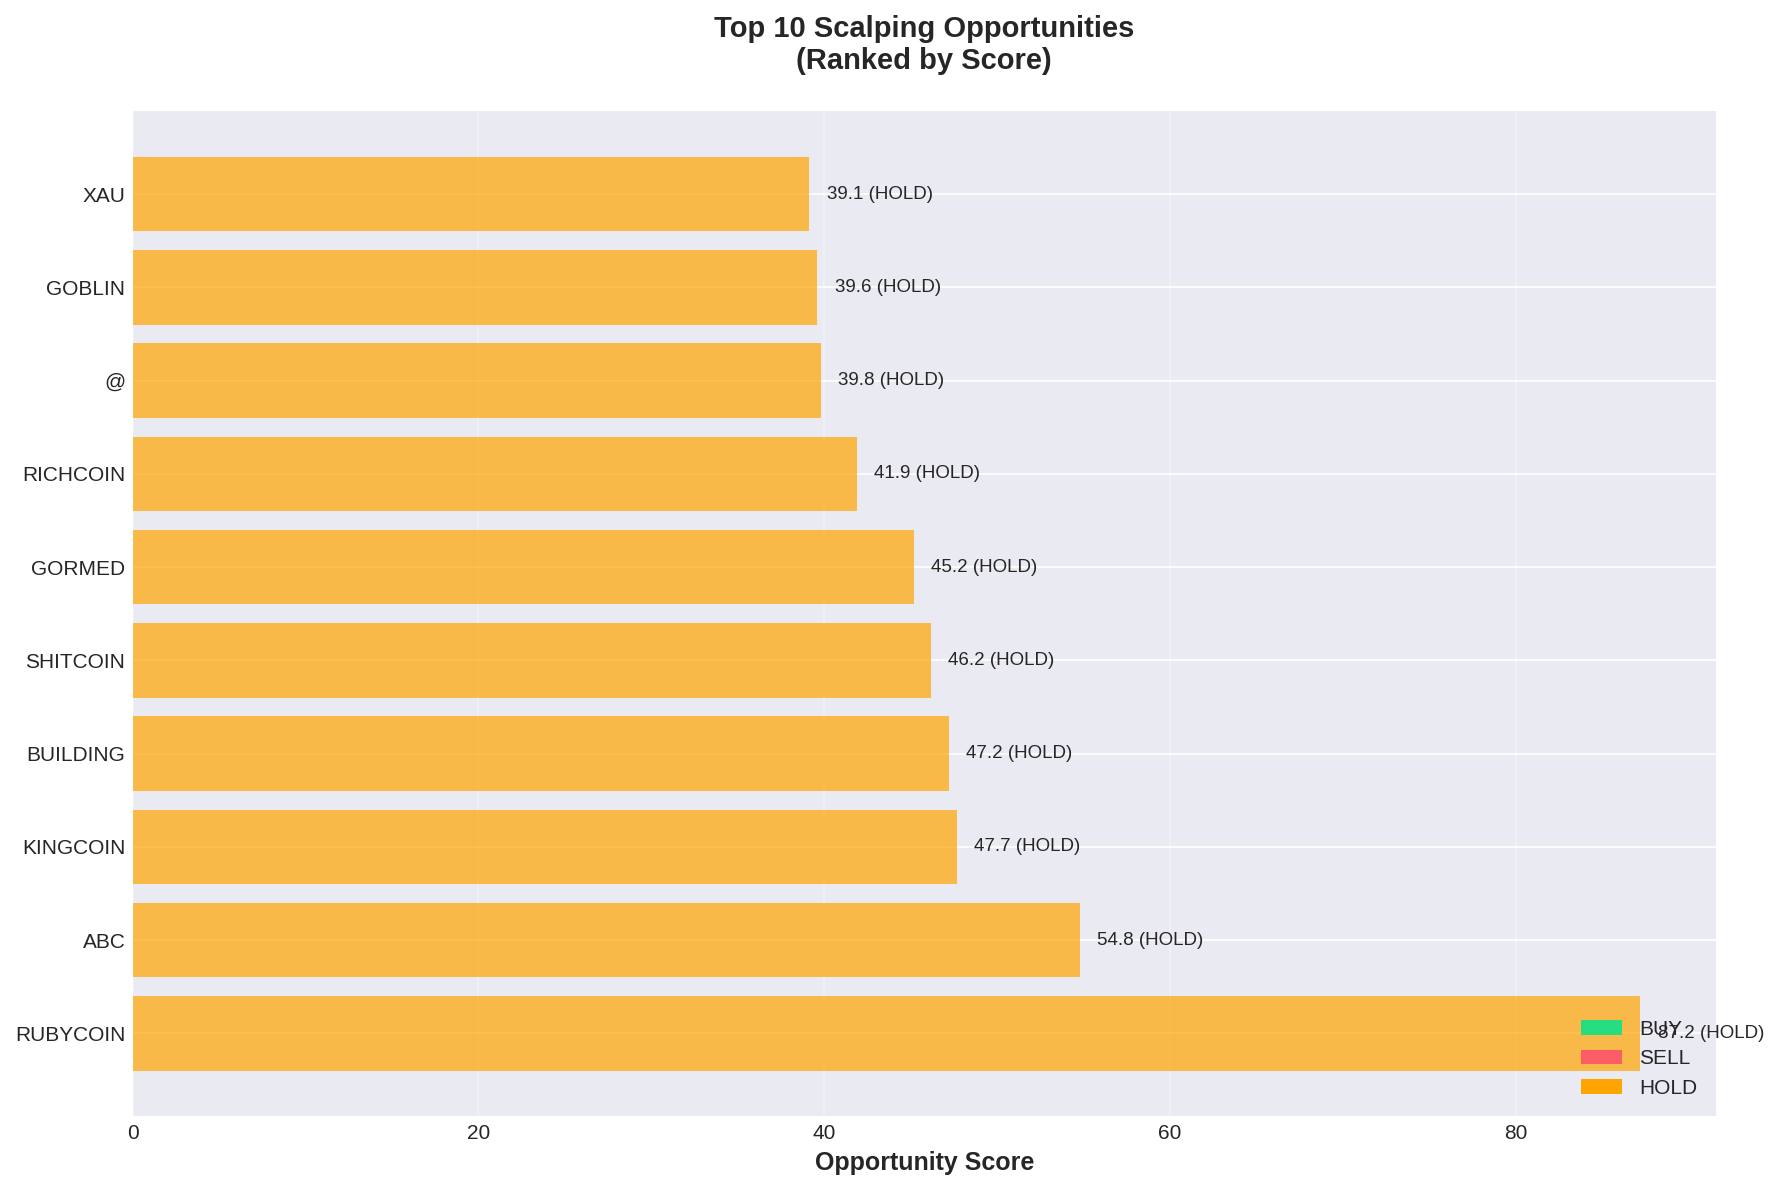 Top 10 Scalping Opportunities
(Ranked by Score)
XAU
39.1 (HOLD)
GOBLIN
39.6 (HOLD)
@
39.8 (HOLD)
RICHCOIN
41.9 (HOLD)
GORMED
45.2 (HOLD)
SHITCOIN
46.2 (HOLD)
BUILDING
47.2 (HOLD)
KINGCOIN
47.7 (HOLD)
ABC
54.8 (HOLD)
RUBYCOIN
87.2 (HOLD)
BUY
SELL
HOLD
0 20 40 60 80
Opportunity Score